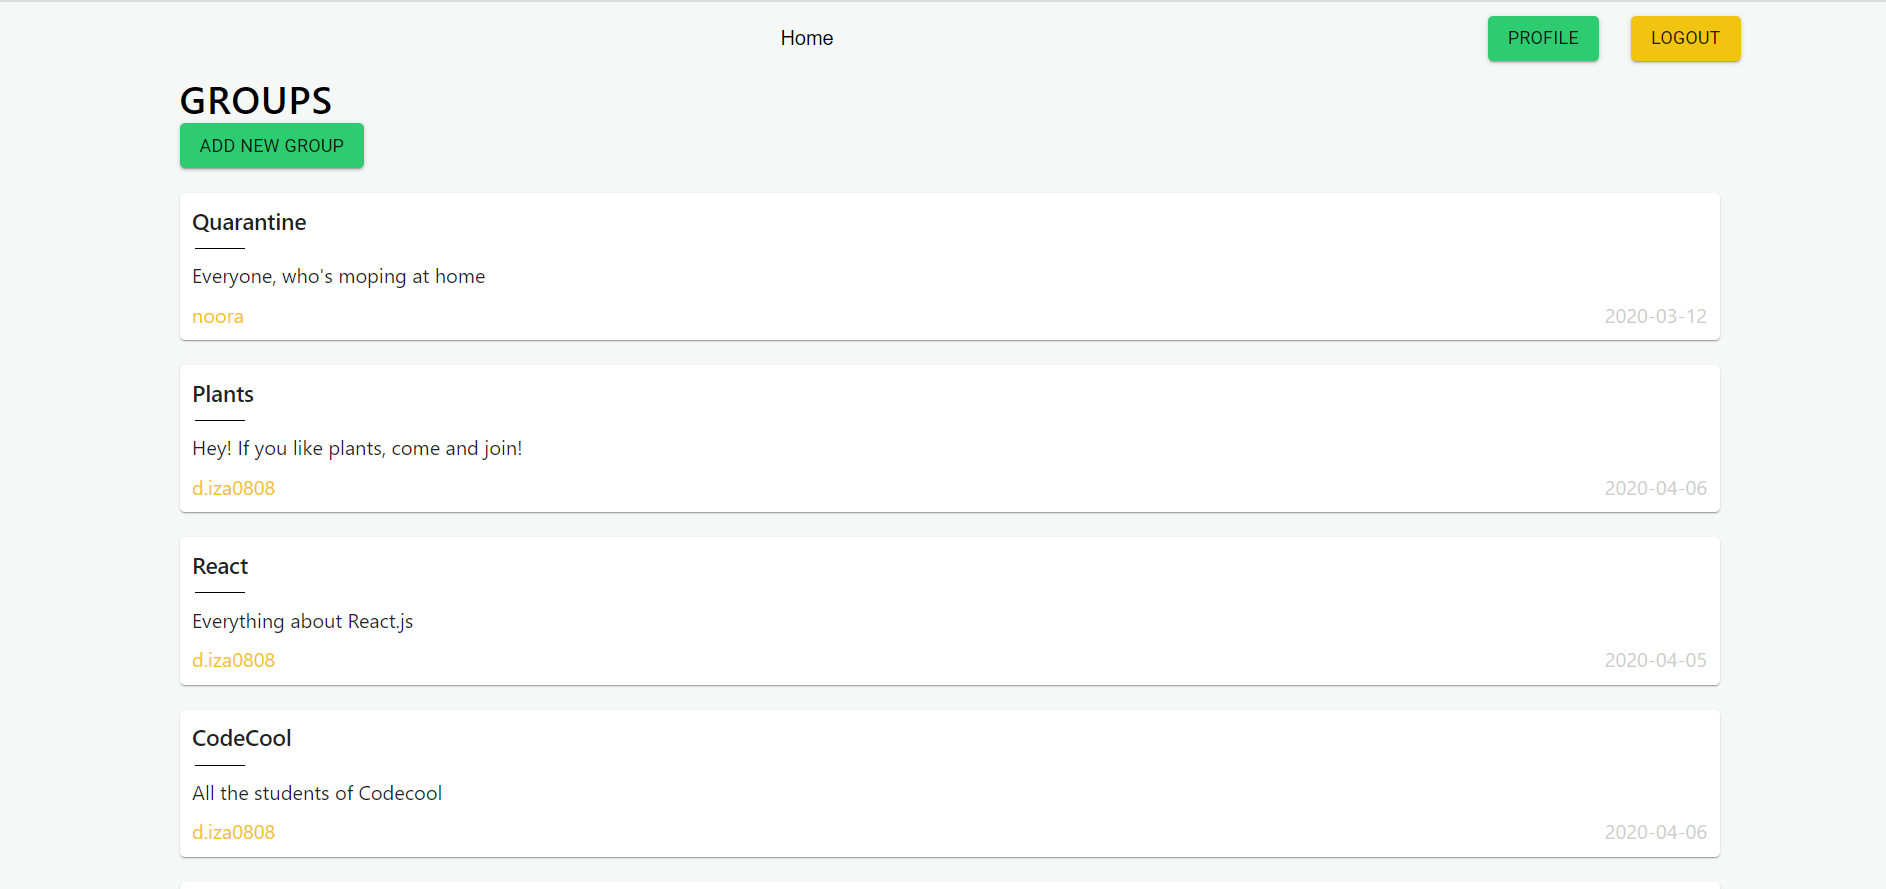 Home
PROFILE
LOGOUT
GROUPS
ADD NEW GROUP
Quarantine
Everyone, who's moping at home
noora
2020-03-12
Plants
Hey! If you like plants, come and join!
d.iza0808
2020-04-06
React
Everything about React.js
d.iza0808
2020-04-05
CodeCool
All the students of Codecool
d.iza0808
2020-04-06